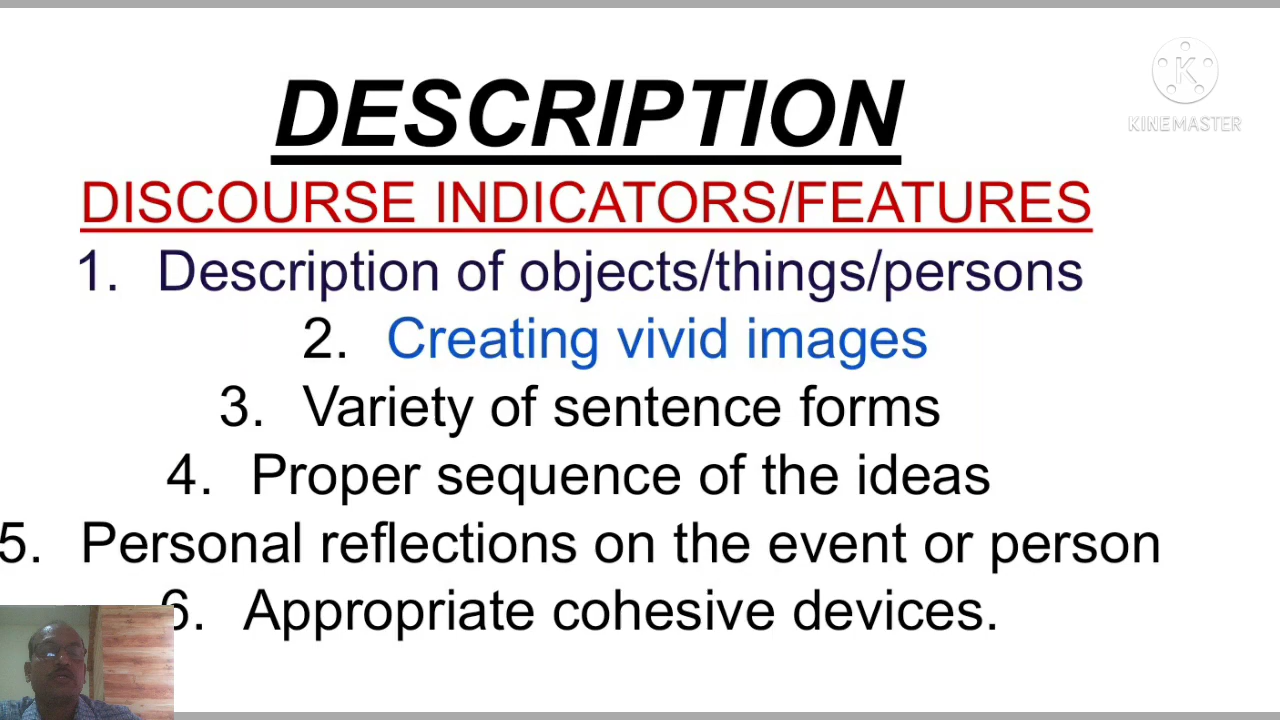 DESCRIPTION
DISCOURSE INDICATORS/FEATURES
1. Description of objects/things/persons
2. Creating vivid images
3. Variety of sentence forms
4. Proper sequence of the ideas
5. Personal reflections on the event or person
6. Appropriate cohesive devices.
K
KINEMASTER